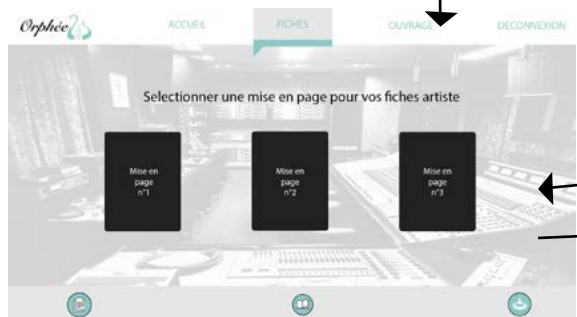 Orphée
ACCUEIL
FICHES
OUVRAGE
DECONNEXION
Selectionner une mise en page pour vos fiches artiste
Mise en
page
n°1
Mise en
page
n°2
Mise en
page
n°3